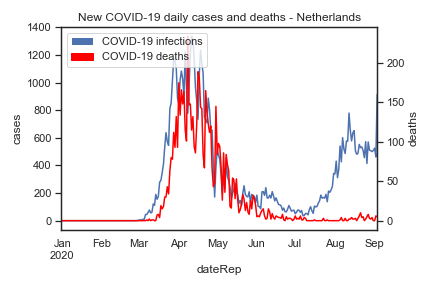 New COVID-19 daily cases and deaths - Netherlands
COVID-19 infections
COVID-19 deaths
1400
1200
1000
800
600
400
200
0
cases
200
150
100
50
0
deaths
Jan Feb Mar Apr May Jun Jul Aug Sep
2020
dateRep